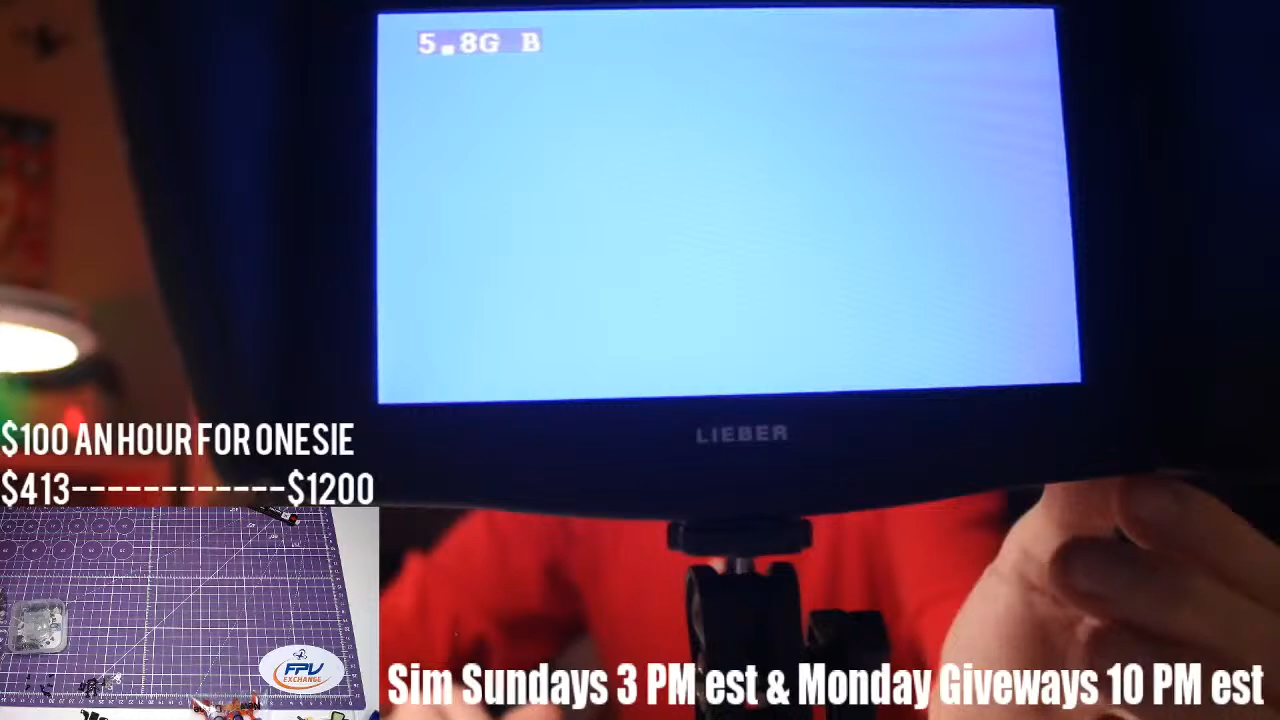 5.8G B
LIEBER
$100 AN HOUR FOR ONESIE
$413------------$1200
FPV
EXCHANGE
Sim Sundays 3 PM est & Monday Giveways 10 PM est